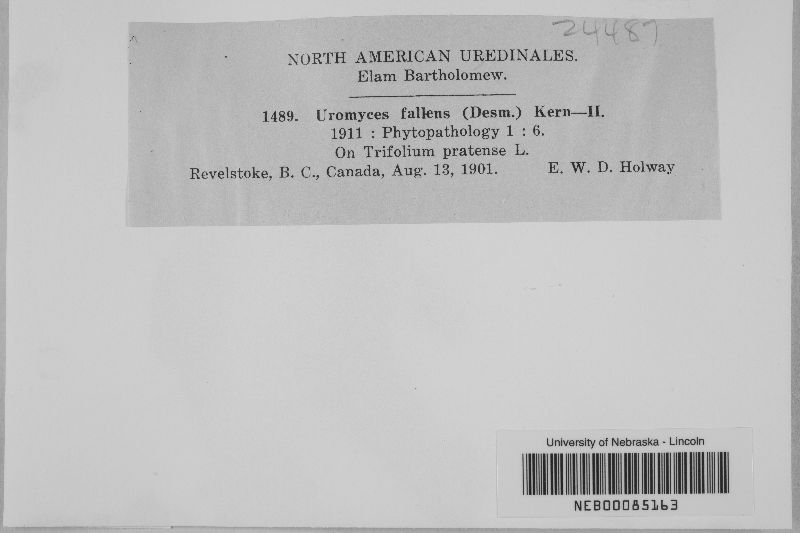 24487
NORTH AMERICAN UREDINALES.
Elam Bartholomew.
1489. Uromyces fallens (Desm.) Kern—II.
1911 : Phytopathology 1 : 6.
On Trifolium pratense L.
Revelstoke, B. C., Canada, Aug. 13, 1901. E. W. D. Holway
University of Nebraska - Lincoln
NEB00085163